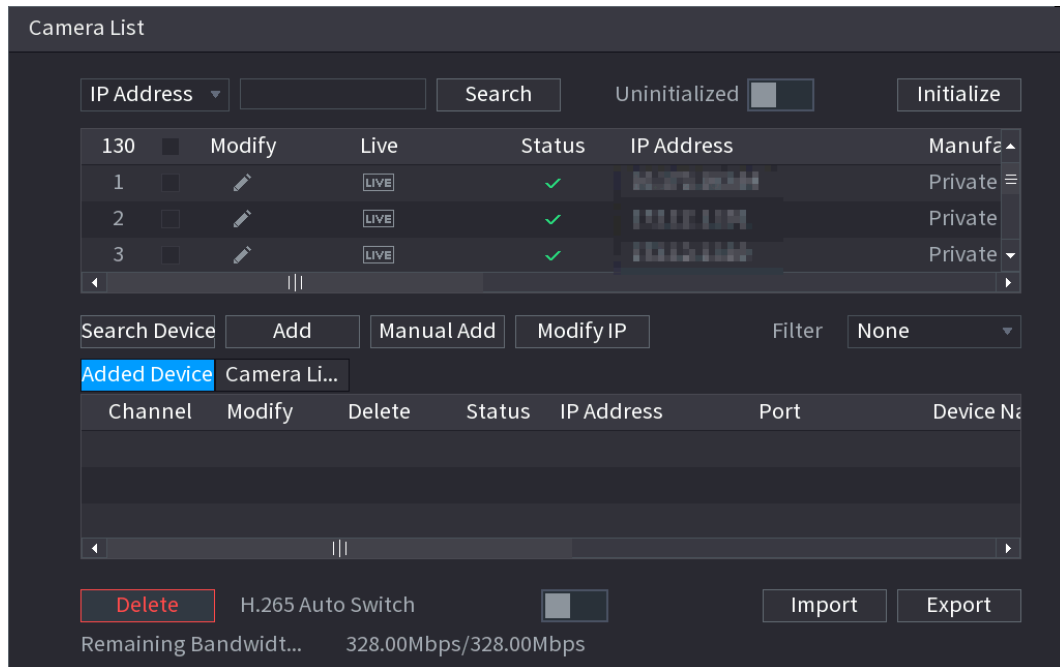 Camera List
IP Address Search Uninitialized Initialize
130 Modify Live Status IP Address Manufa
1 LIVE Private
2 LIVE Private
3 LIVE Private
Search Device Add Manual Add Modify IP Filter None
Added Device Camera Li...
Channel Modify Delete Status IP Address Port Device Na
Delete H.265 Auto Switch Import Export
Remaining Bandwidt... 328.00Mbps/328.00Mbps